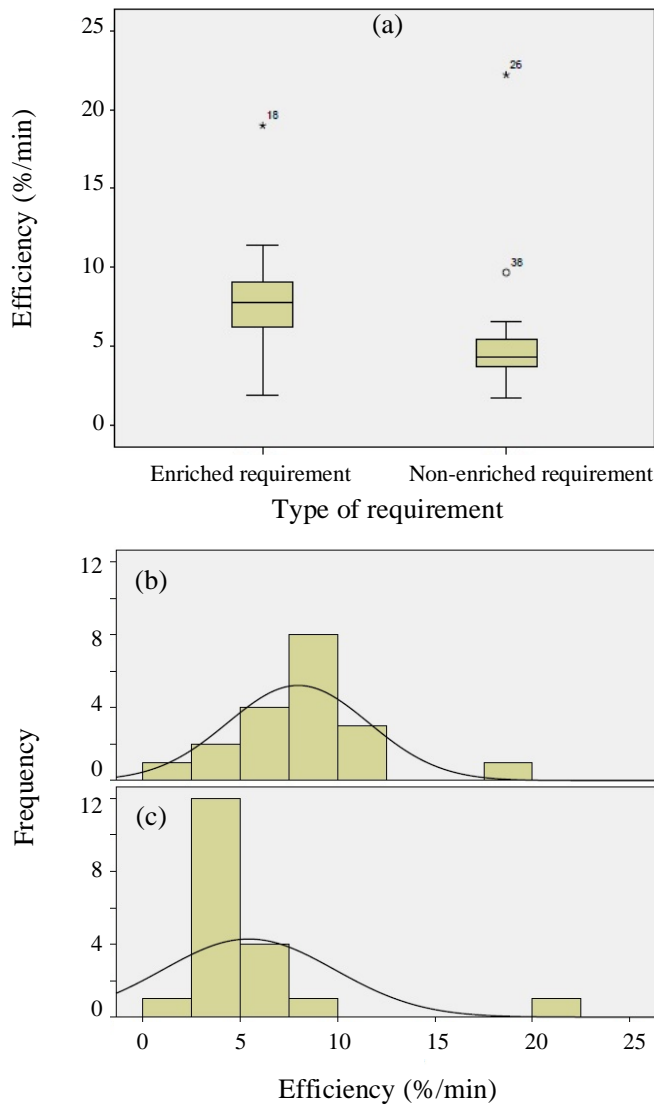 (a)
25
20
15
10
5
0
Efficiency (%/min)
18
26
38
Enriched requirement
Non-enriched requirement
Type of requirement
(b)
12
8
4
0
Frequency
(c)
12
8
4
0
0 5 10 15 20 25
Efficiency (%/min)